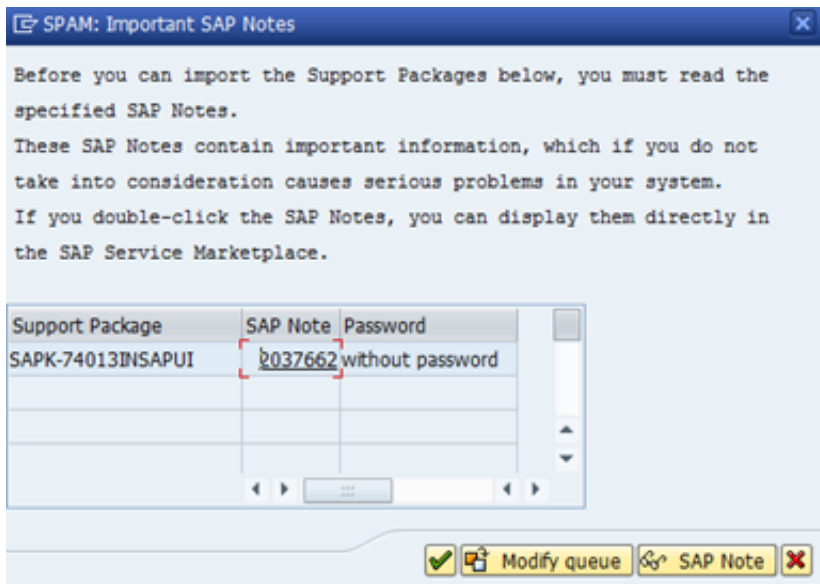 SPAM: Important SAP Notes
Before you can import the Support Packages below, you must read the
specified SAP Notes.
These SAP Notes contain important information, which if you do not
take into consideration causes serious problems in your system.
If you double-click the SAP Notes, you can display them directly in
the SAP Service Marketplace.
Support Package SAP Note Password
SAPK-74013INSAPUI 2037662 without password
Modify queue SAP Note